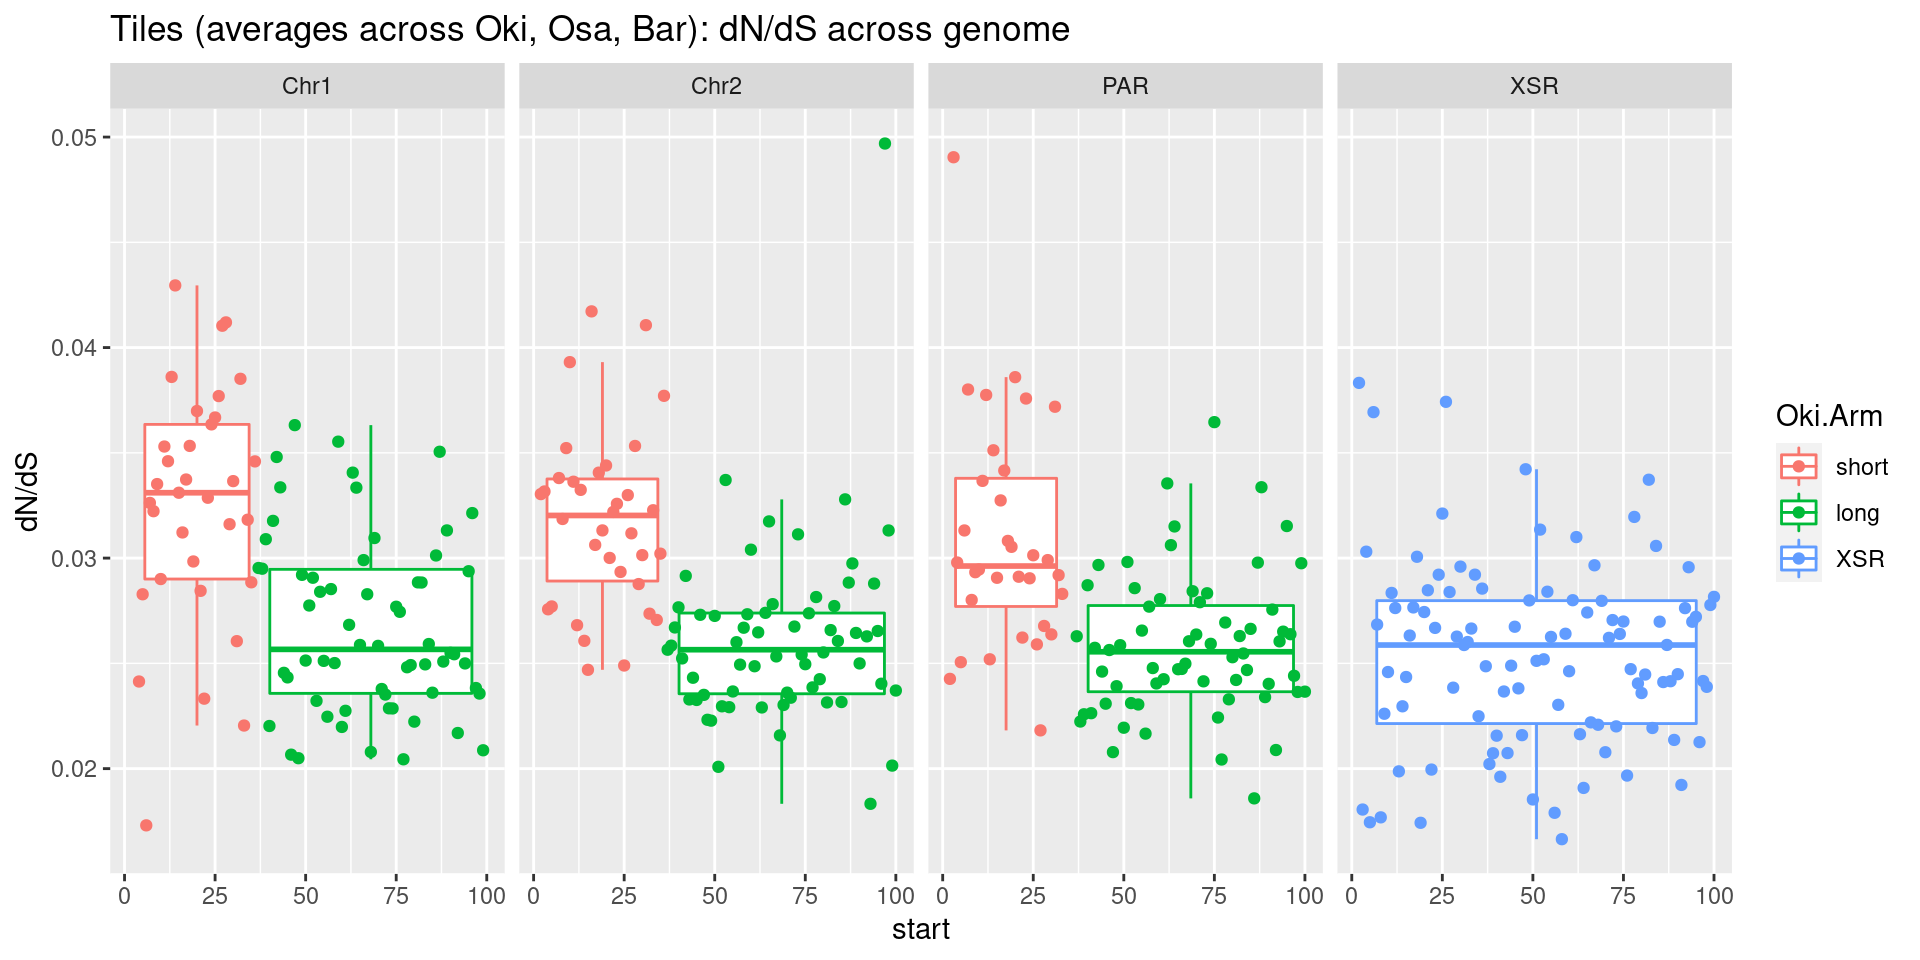 Tiles (averages across Oki, Osa, Bar): dN/dS across genome
Chr1 Chr2 PAR XSR
0.05
0.04
0.03
0.02
dN/dS
0 25 50 75 100 0 25 50 75 100 0 25 50 75 100 0 25 50 75 100
start
Oki.Arm
short
long
XSR